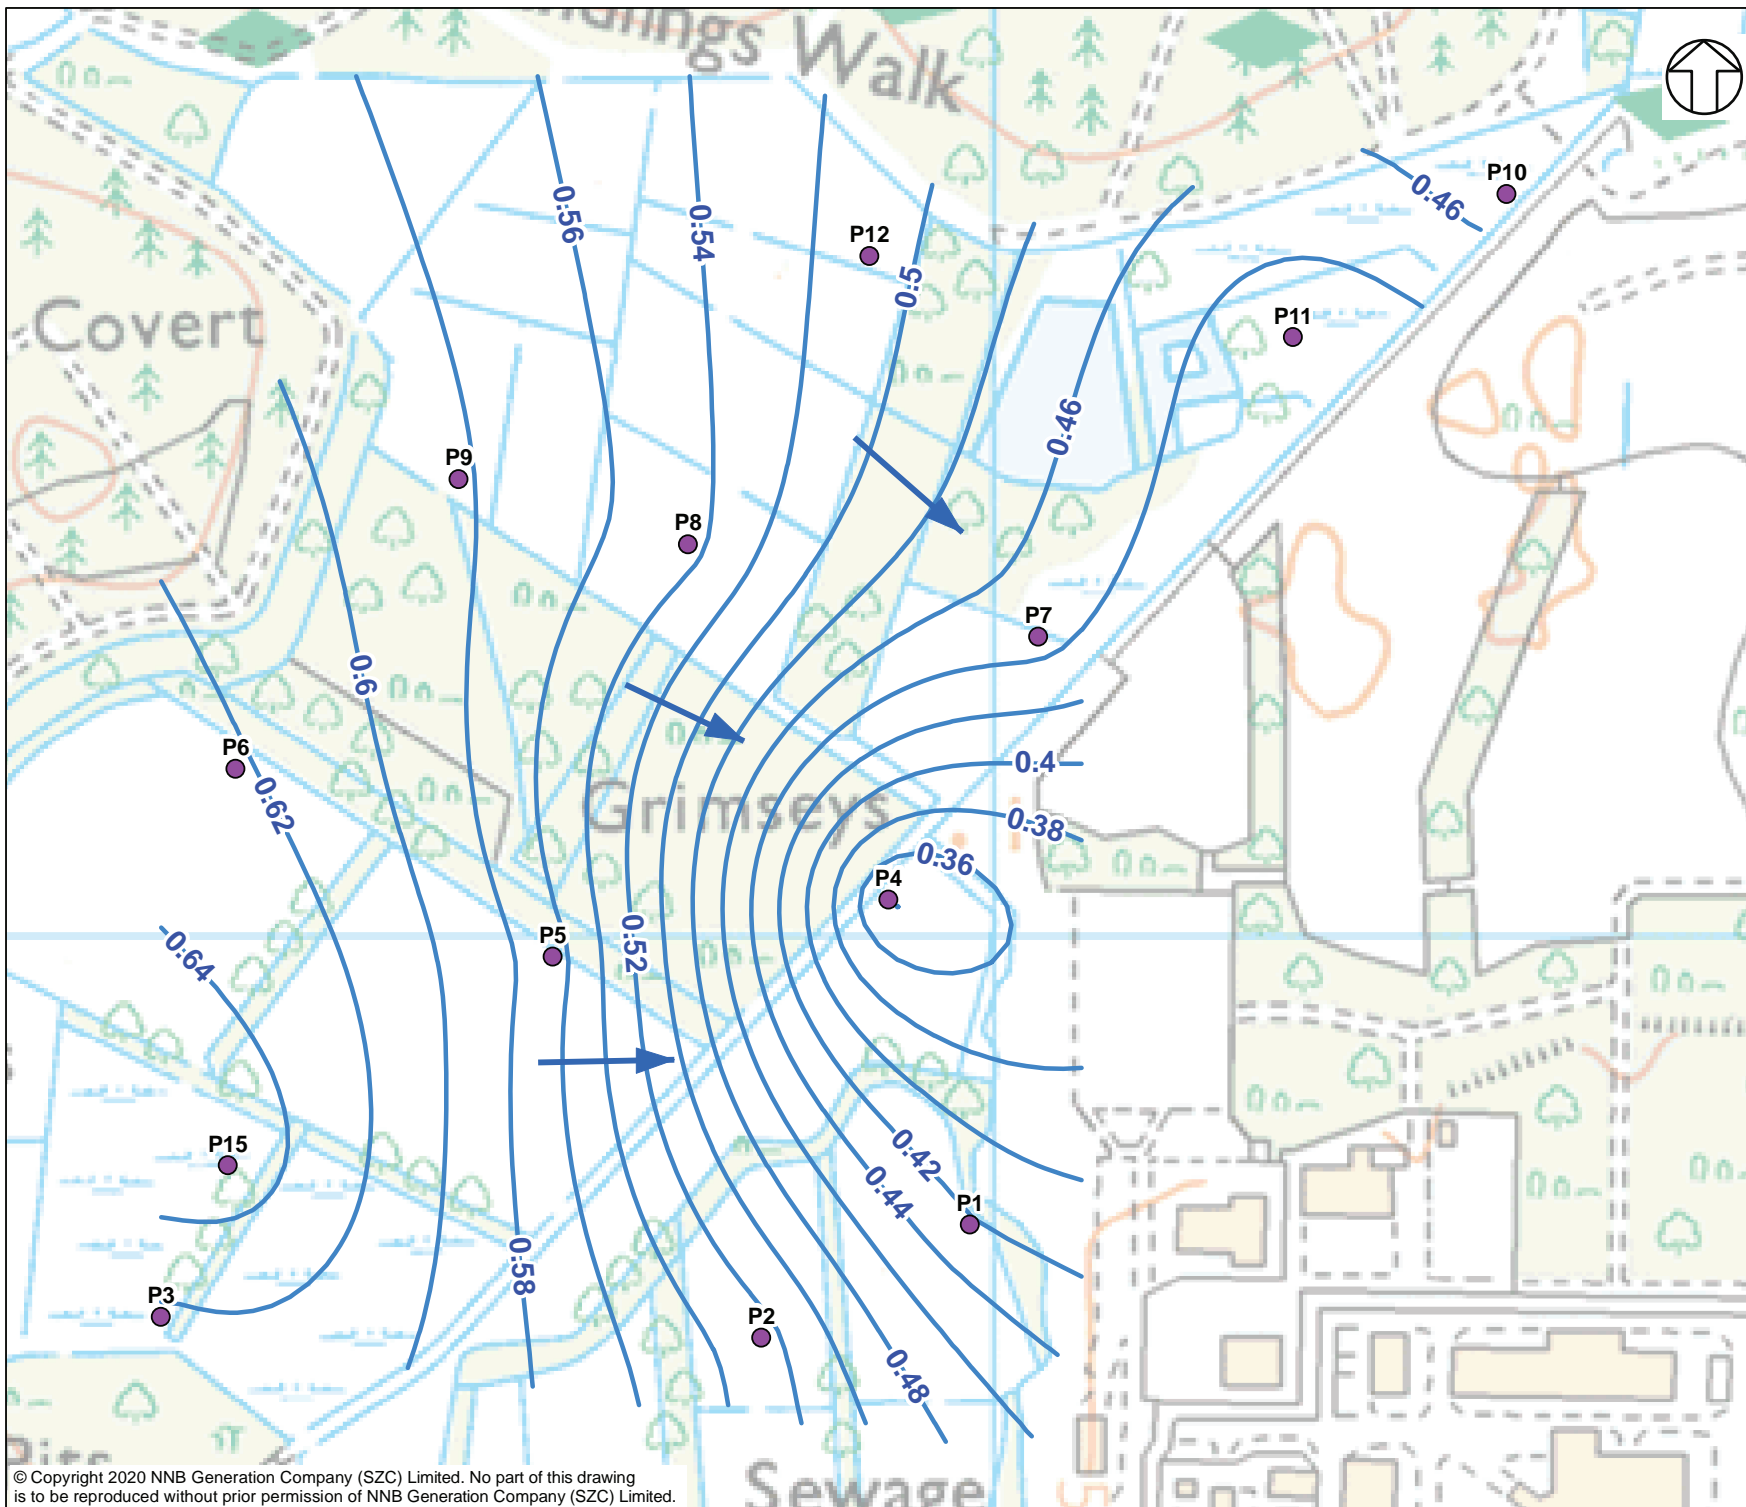 Walk
P10
0.46
P12
0.56
0.54
0.5
P11
Covert
0.46
P9
P8
P7
0.6
P6
0.62
0.4
Grimseys
0.38
0.36
P4
P5
0.52
0.64
P15
0.42
0.44
P1
0.58
P3
P2
0.48
Pits
Sewage
© Copyright 2020 NNB Generation Company (SZC) Limited. No part of this drawing
is to be reproduced without prior permission of NNB Generation Company (SZC) Limited.